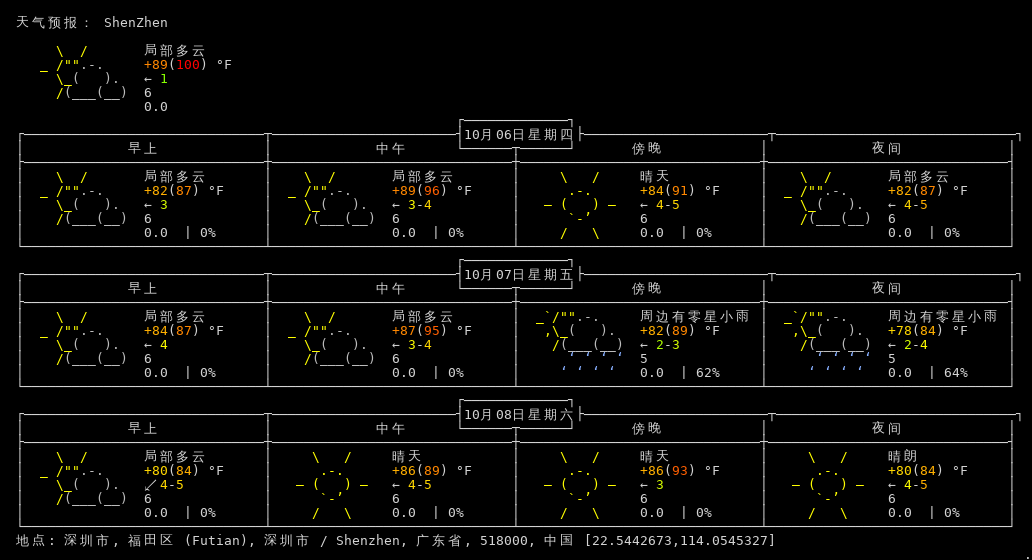 天气预报： ShenZhen
局部多云
+89(100) °F
← 1
6
0.0
10月06日星期四
早上 中午 傍晚 夜间
局部多云 局部多云 晴天 局部多云
+82(87) °F +89(96) °F +84(91) °F +82(87) °F
← 3 ← 3-4 ← 4-5 ← 4-5
6 6 6 6
0.0 | 0% 0.0 | 0% 0.0 | 0% 0.0 | 0%
10月07日星期五
早上 中午 傍晚 夜间
局部多云 局部多云 周边有零星小雨 周边有零星小雨
+84(87) °F +87(95) °F +82(89) °F +78(84) °F
← 4 ← 3-4 ← 2-3 ← 2-4
6 6 5 5
0.0 | 0% 0.0 | 0% 0.0 | 62% 0.0 | 64%
10月08日星期六
早上 中午 傍晚 夜间
局部多云 晴天 晴天 晴朗
+80(84) °F +86(89) °F +86(93) °F +80(84) °F
↙ 4-5 ← 4-5 ← 3 ← 4-5
6 6 6 6
0.0 | 0% 0.0 | 0% 0.0 | 0% 0.0 | 0%
地点: 深圳市, 福田区 (Futian), 深圳市 / Shenzhen, 广东省, 518000, 中国 [22.5442673,114.0545327]